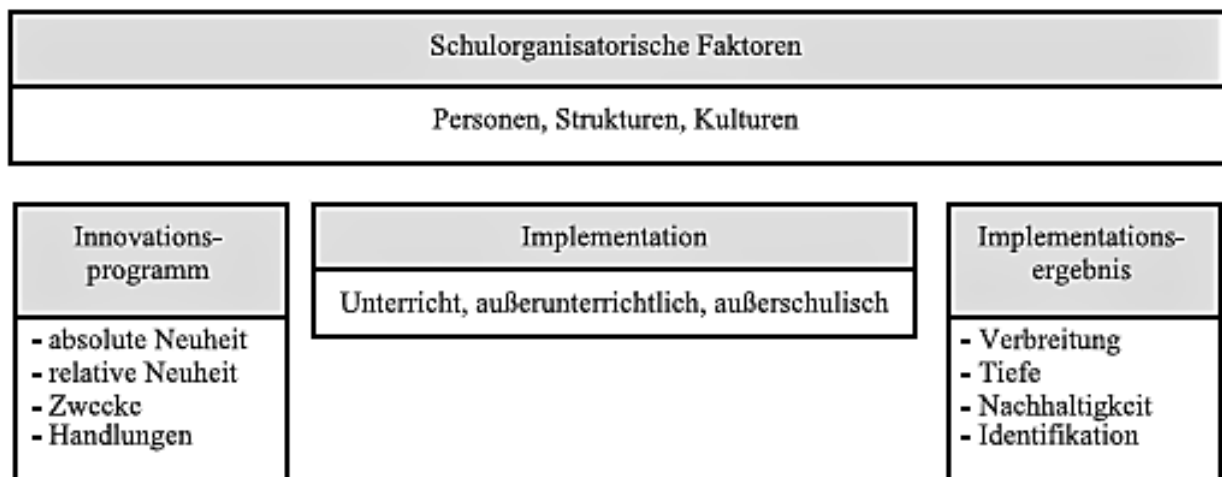 Schulorganisatorische Faktoren
Personen, Strukturen, Kulturen
Innovations-
programm
- absolute Neuheit
- relative Neuheit
- Zwecke
- Handlungen
Implementation
Unterricht, außerunterrichtlich, außerschulisch
Implementations-
ergebnis
- Verbreitung
- Tiefe
- Nachhaltigkeit
- Identifikation